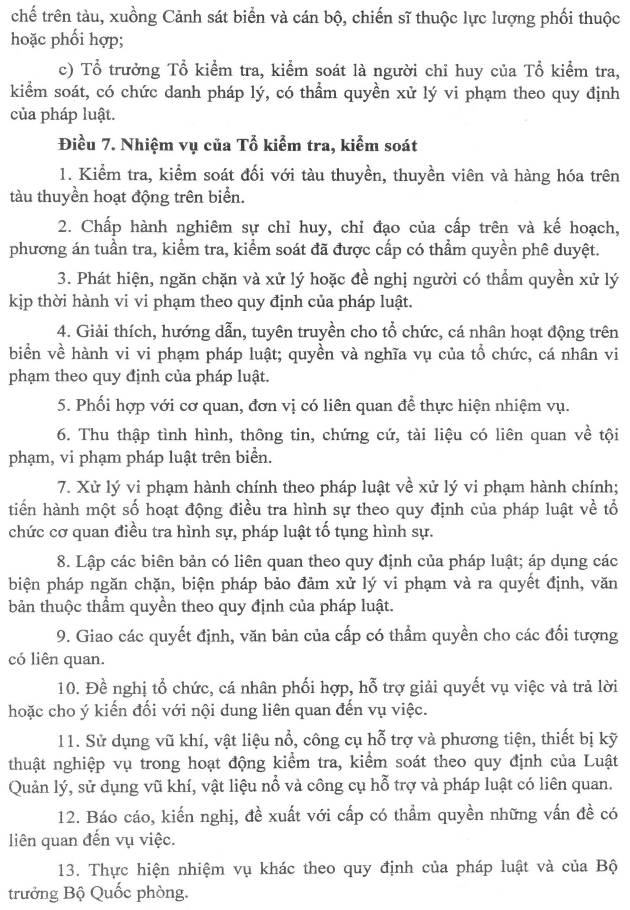 chế trên tàu, xuồng Cảnh sát biển và cán bộ, chiến sĩ thuộc lực lượng phối thuộc
hoặc phối hợp;
c) Tổ trưởng Tổ kiểm tra, kiểm soát là người chỉ huy của Tổ kiểm tra,
kiểm soát, có chức danh pháp lý, có thẩm quyền xử lý vi phạm theo quy định
của pháp luật.
Điều 7. Nhiệm vụ của Tổ kiểm tra, kiểm soát
1. Kiểm tra, kiểm soát đối với tàu thuyền, thuyền viên và hàng hóa trên
tàu thuyền hoạt động trên biển.
2. Chấp hành nghiêm sự chỉ huy, chỉ đạo của cấp trên và kế hoạch,
phương án tuần tra, kiểm tra, kiểm soát đã được cấp có thẩm quyền phê duyệt.
3. Phát hiện, ngăn chặn và xử lý hoặc đề nghị người có thẩm quyền xử lý
kịp thời hành vi vi phạm theo quy định của pháp luật.
4. Giải thích, hướng dẫn, tuyên truyền cho tổ chức, cá nhân hoạt động trên
biển về hành vi vi phạm pháp luật; quyền và nghĩa vụ của tổ chức, cá nhân vi
phạm theo quy định của pháp luật.
5. Phối hợp với cơ quan, đơn vị có liên quan để thực hiện nhiệm vụ.
6. Thu thập tình hình, thông tin, chứng cứ, tài liệu có liên quan về tội
phạm, vi phạm pháp luật trên biển.
7. Xử lý vi phạm hành chính theo pháp luật về xử lý vi phạm hành chính;
tiến hành một số hoạt động điều tra hình sự theo quy định của pháp luật về tổ
chức cơ quan điều tra hình sự, pháp luật tố tụng hình sự.
8. Lập các biên bản có liên quan theo quy định của pháp luật; áp dụng các
biện pháp ngăn chặn, biện pháp bảo đảm xử lý vi phạm và ra quyết định, văn
bản thuộc thẩm quyền theo quy định của pháp luật.
9. Giao các quyết định, văn bản của cấp có thẩm quyền cho các đối tượng
có liên quan.
10. Đề nghị tổ chức, cá nhân phối hợp, hỗ trợ giải quyết vụ việc và trả lời
hoặc cho ý kiến đối với nội dung liên quan đến vụ việc.
11. Sử dụng vũ khí, vật liệu nổ, công cụ hỗ trợ và phương tiện, thiết bị kỹ
thuật nghiệp vụ trong hoạt động kiểm tra, kiểm soát theo quy định của Luật
Quản lý, sử dụng vũ khí, vật liệu nổ và công cụ hỗ trợ và pháp luật có liên quan.
12. Báo cáo, kiến nghị, đề xuất với cấp có thẩm quyền những vấn đề có
liên quan đến vụ việc.
13. Thực hiện nhiệm vụ khác theo quy định của pháp luật và của Bộ
trưởng Bộ Quốc phòng.